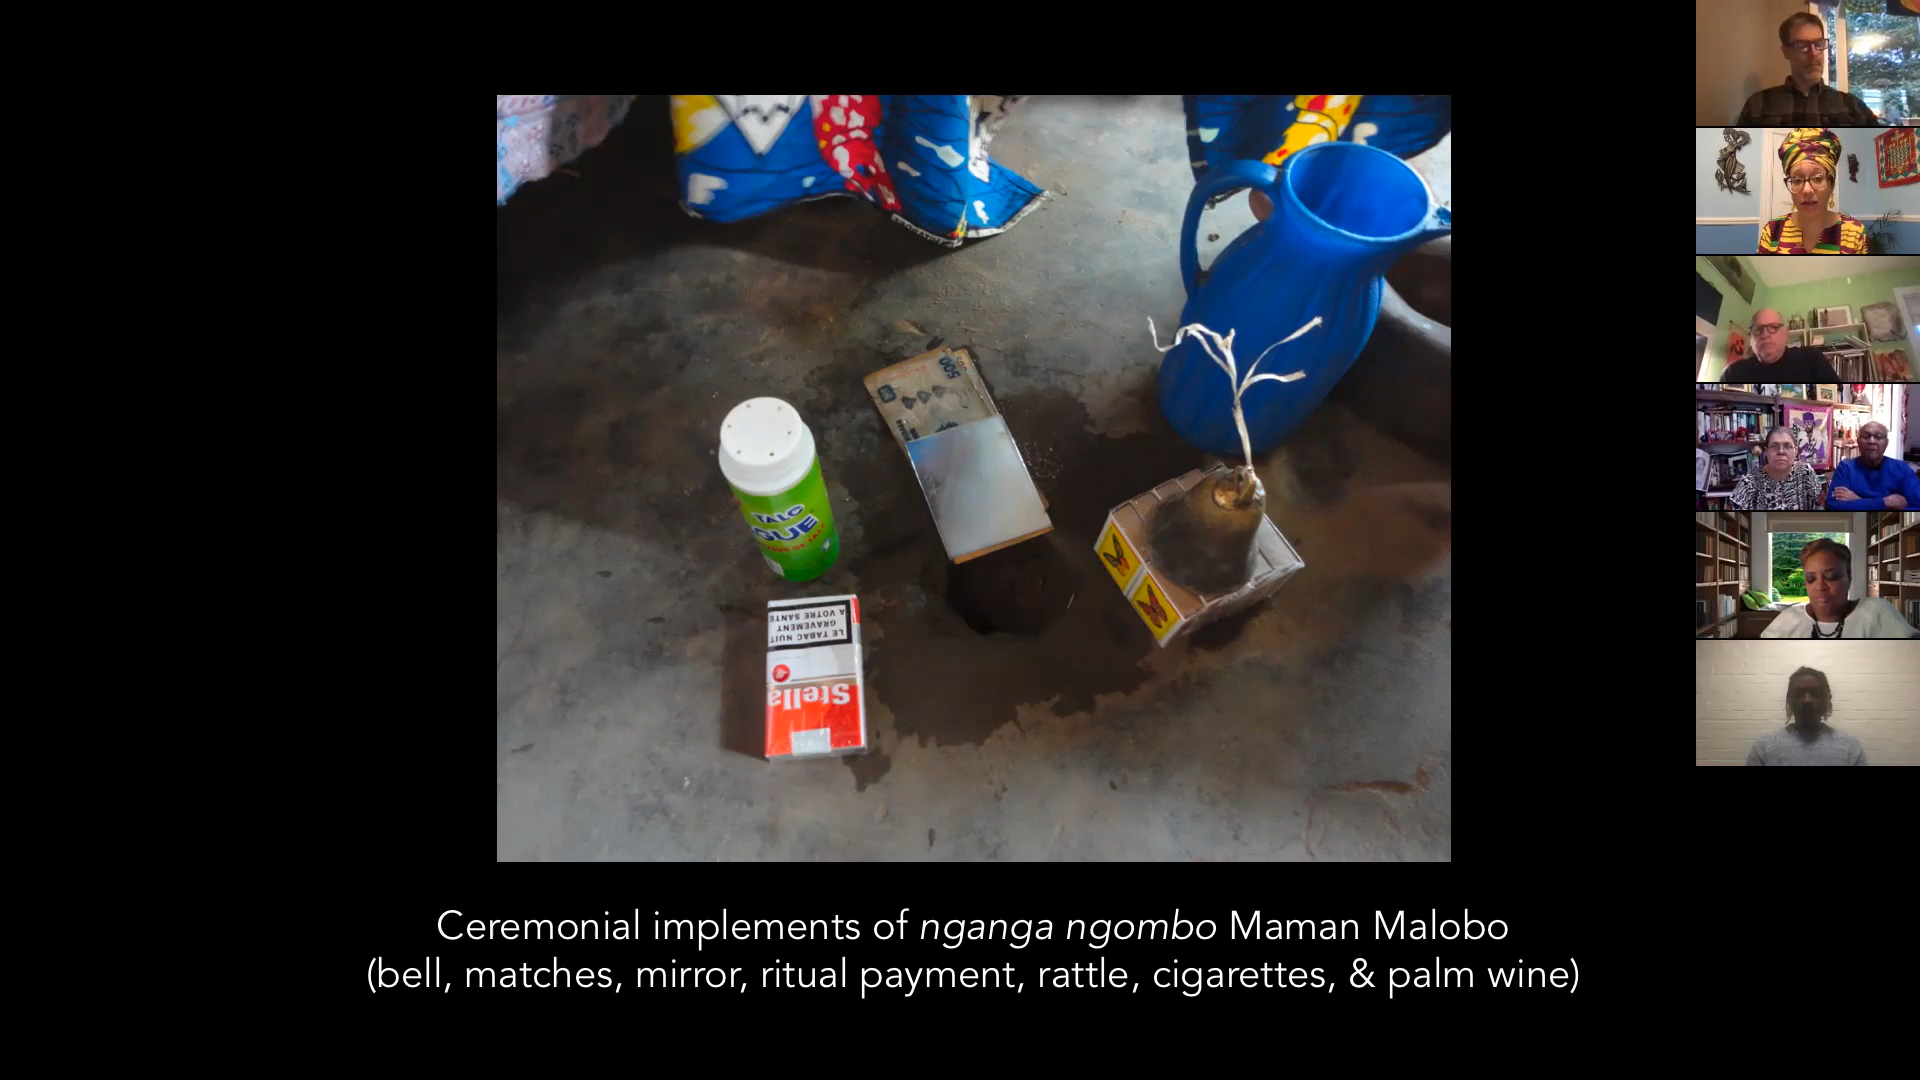 500
TALC
GUE
LE TABAC NUIT
GRAVEMENT
A VOTRE SANTE
Stella
Ceremonial implements of nganga ngombo Maman Malobo
(bell, matches, mirror, ritual payment, rattle, cigarettes, & palm wine)